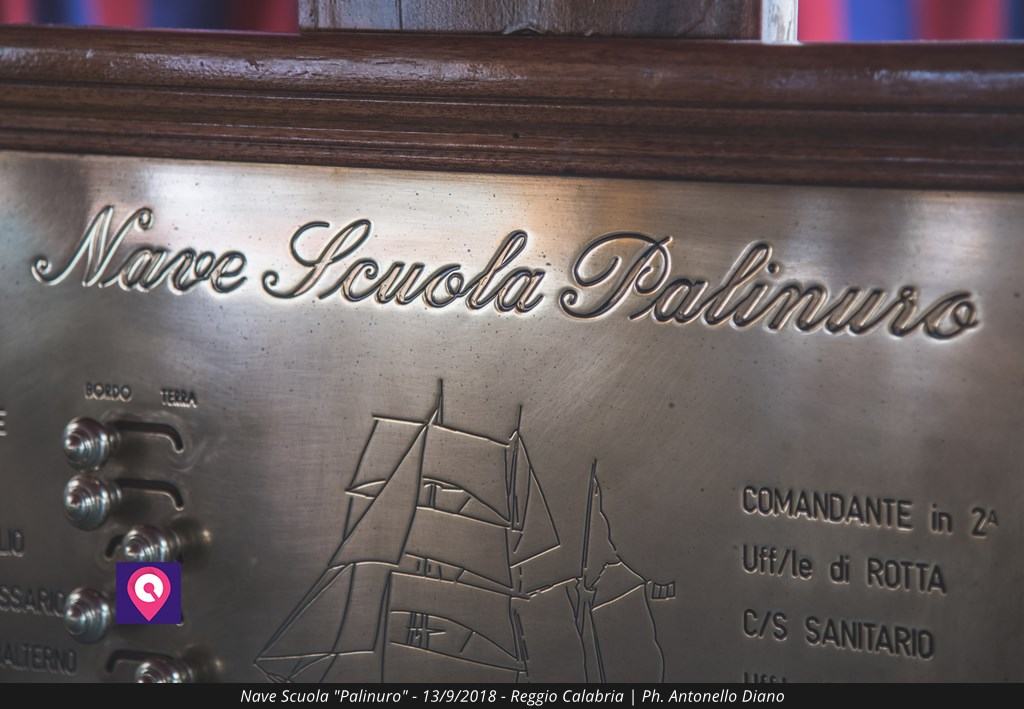 Nave Scuola Palinuro
BORDO TERRA
COMANDANTE in 2ᴬ
Uff/le di ROTTA
C/S SANITARIO
Nave Scuola "Palinuro" - 13/9/2018 - Reggio Calabria | Ph. Antonello Diano